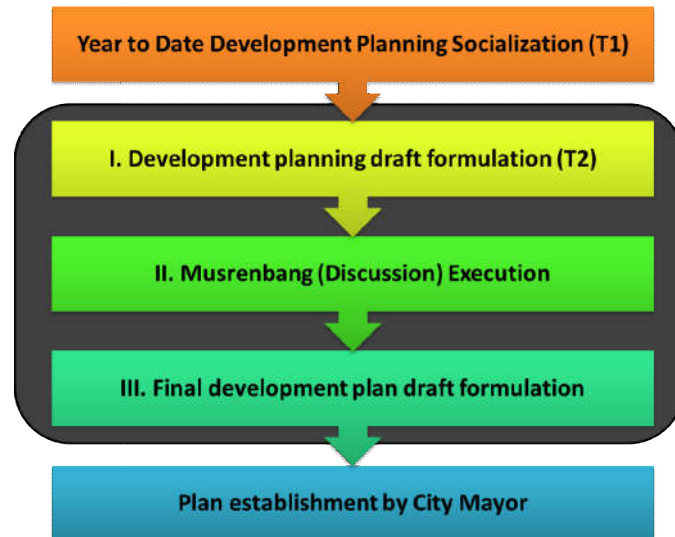 Year to Date Development Planning Socialization (T1)
I. Development planning draft formulation (T2)
II. Musrenbang (Discussion) Execution
III. Final development plan draft formulation
Plan establishment by City Mayor